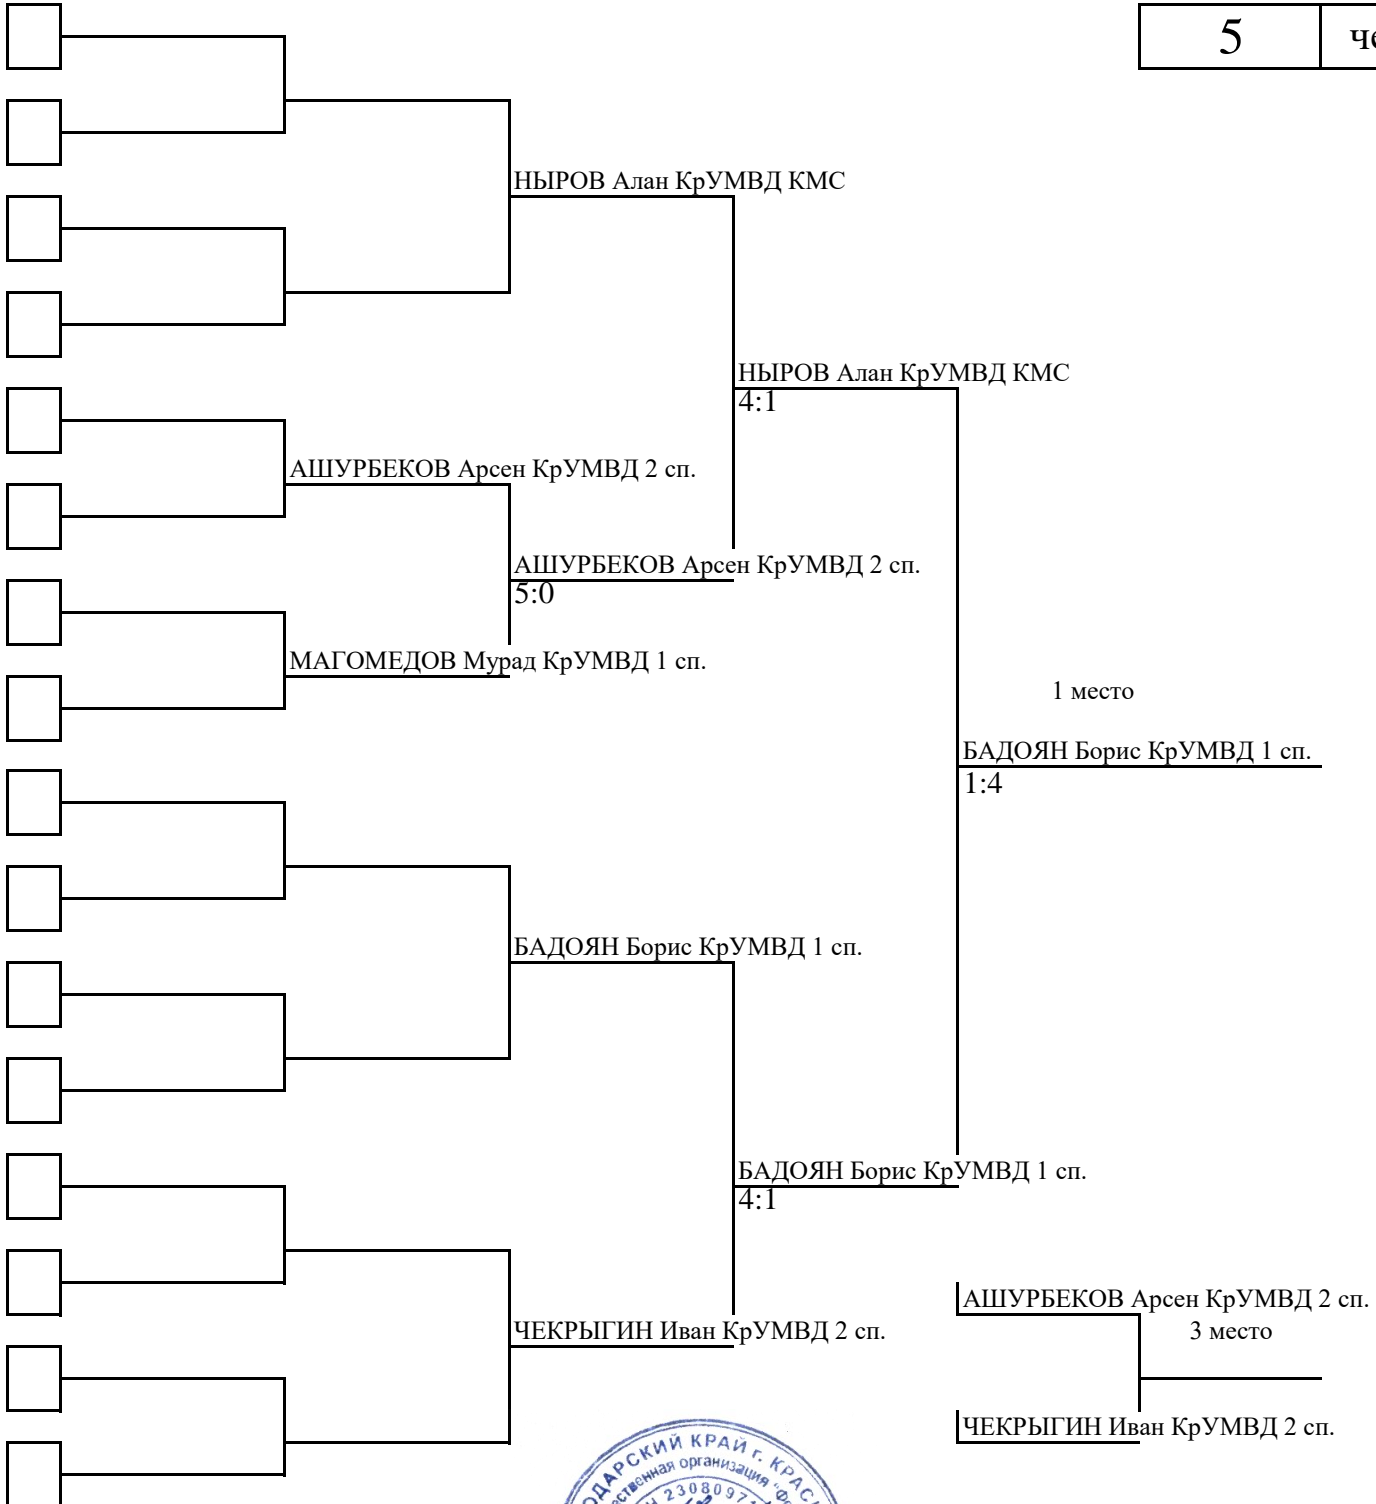 5
НЫРОВ Алан КрУМВД КМС
НЫРОВ Алан КрУМВД КМС
4:1
АШУРБЕКОВ Арсен КрУМВД 2 сп.
АШУРБЕКОВ Арсен КрУМВД 2 сп.
5:0
МАГОМЕДОВ Мурад КрУМВД 1 сп.
1 место
БАДОЯН Борис КрУМВД 1 сп.
1:4
БАДОЯН Борис КрУМВД 1 сп.
БАДОЯН Борис КрУМВД 1 сп.
4:1
АШУРБЕКОВ Арсен КрУМВД 2 сп.
ЧЕКРЫГИН Иван КрУМВД 2 сп.
3 место
ЧЕКРЫГИН Иван КрУМВД 2 сп.
КРАЙ г.
организация